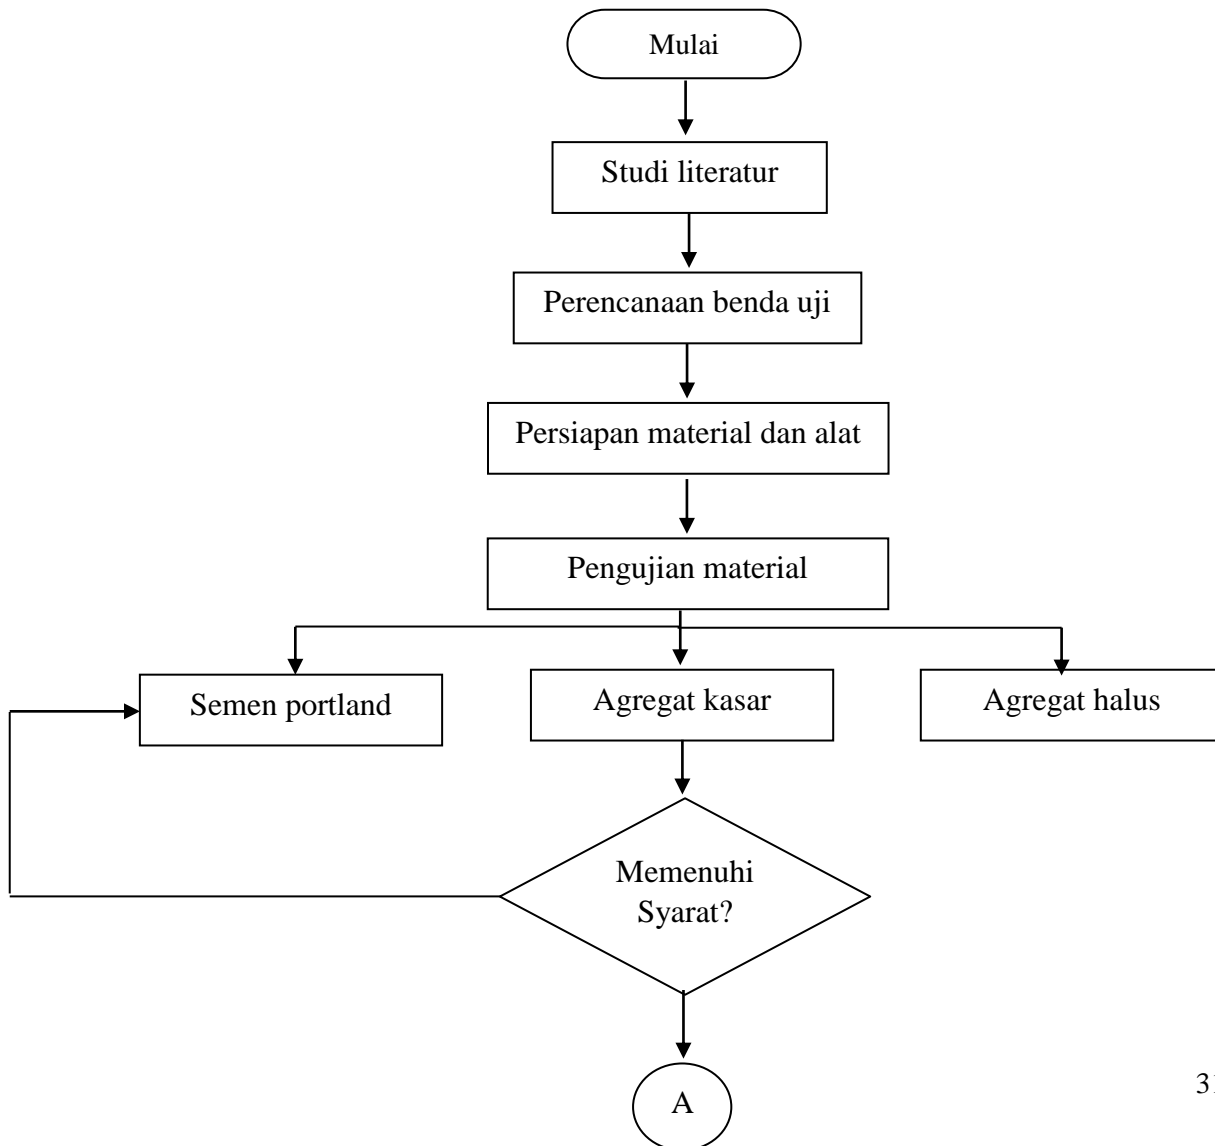 Mulai
Studi literatur
Perencanaan benda uji
Persiapan material dan alat
Pengujian material
Semen portland
Agregat kasar
Agregat halus
Memenuhi
Syarat?
A